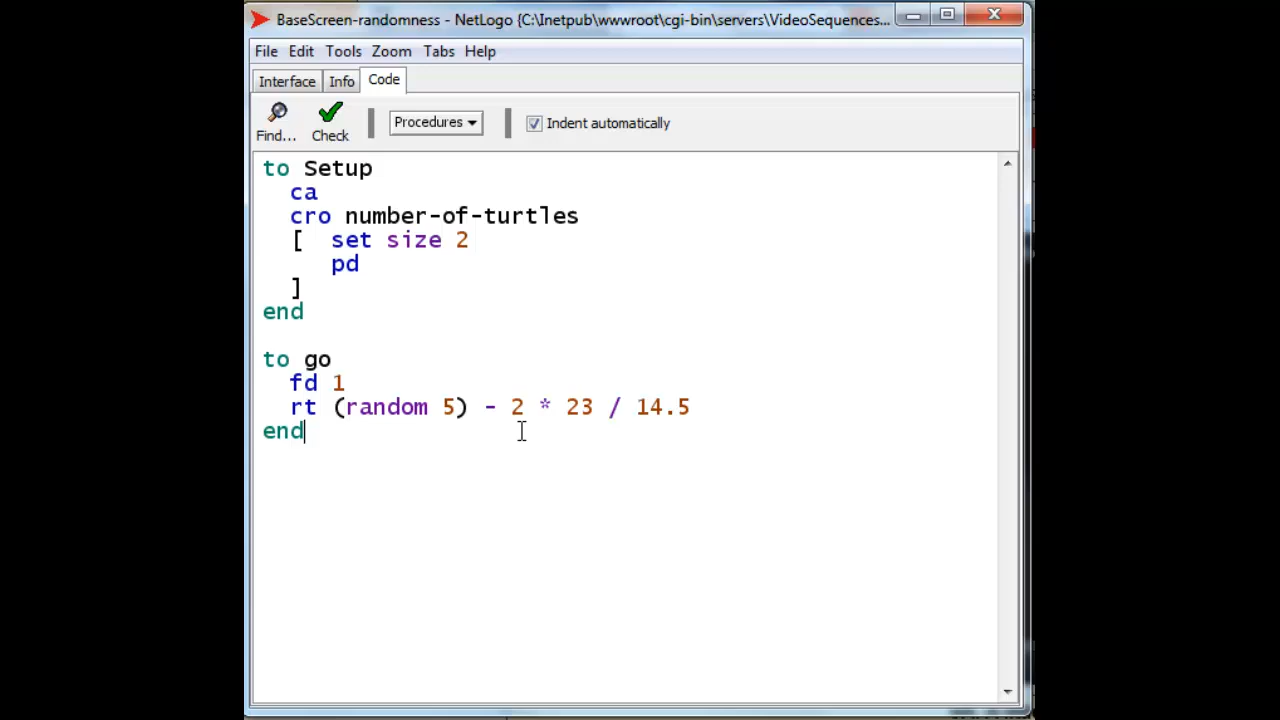 BaseScreen-randomness - NetLogo {C:\Inetpub\wwwroot\cgi-bin\servers\VideoSequences...
File Edit Tools Zoom Tabs Help
Interface Info Code
Find... Check Procedures Indent automatically
to Setup
ca
cro number-of-turtles
[ set size 2
pd
]
end
to go
fd 1
rt (random 5) - 2 * 23 / 14.5
end